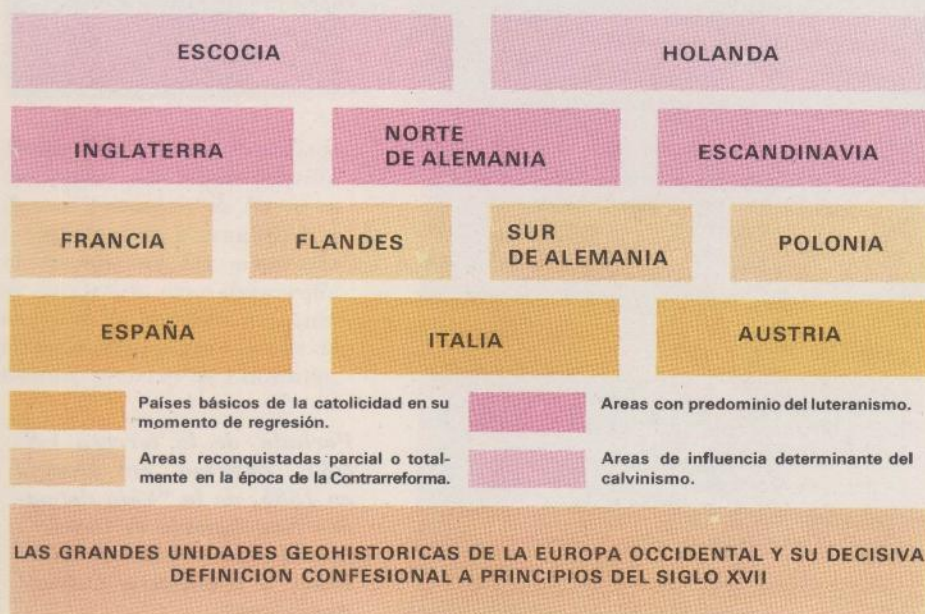 ESCOCIA
HOLANDA
INGLATERRA
NORTE
DE ALEMANIA
ESCANDINAVIA
FRANCIA
FLANDES
SUR
DE ALEMANIA
POLONIA
ESPAÑA
ITALIA
AUSTRIA
Países básicos de la catolicidad en su
momento de regresión.
Areas con predominio del luteranismo.
Areas reconquistadas parcial o total-
mente en la época de la Contrarreforma.
Areas de influencia determinante del
calvinismo.
LAS GRANDES UNIDADES GEOHISTORICAS DE LA EUROPA OCCIDENTAL Y SU DECISIVA
DEFINICION CONFESIONAL A PRINCIPIOS DEL SIGLO XVII